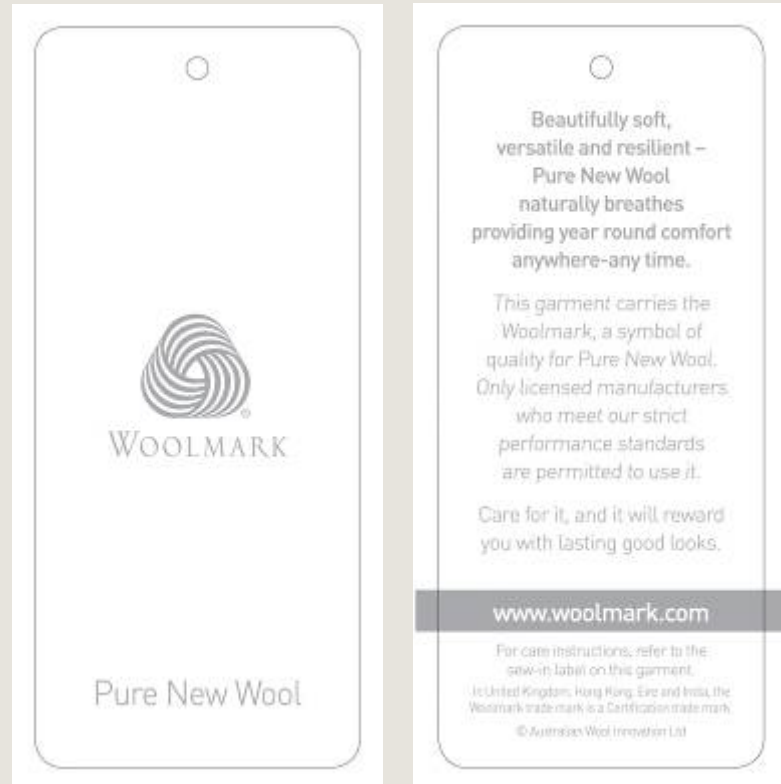 ®
WOOLMARK
Pure New Wool
Beautifully soft,
versatile and resilient –
Pure New Wool
naturally breathes
providing year round comfort
anywhere-any time.
This garment carries the
Woolmark, a symbol of
quality for Pure New Wool.
Only licensed manufacturers
who meet our strict
performance standards
are permitted to use it.
Care for it, and it will reward
you with lasting good looks.
www.woolmark.com
For care instructions, refer to the
sew-in label on this garment.
In United Kingdom, Hong Kong, Eire and India, the
Woolmark trade mark is a Certification trade mark.
© Australian Wool Innovation Ltd